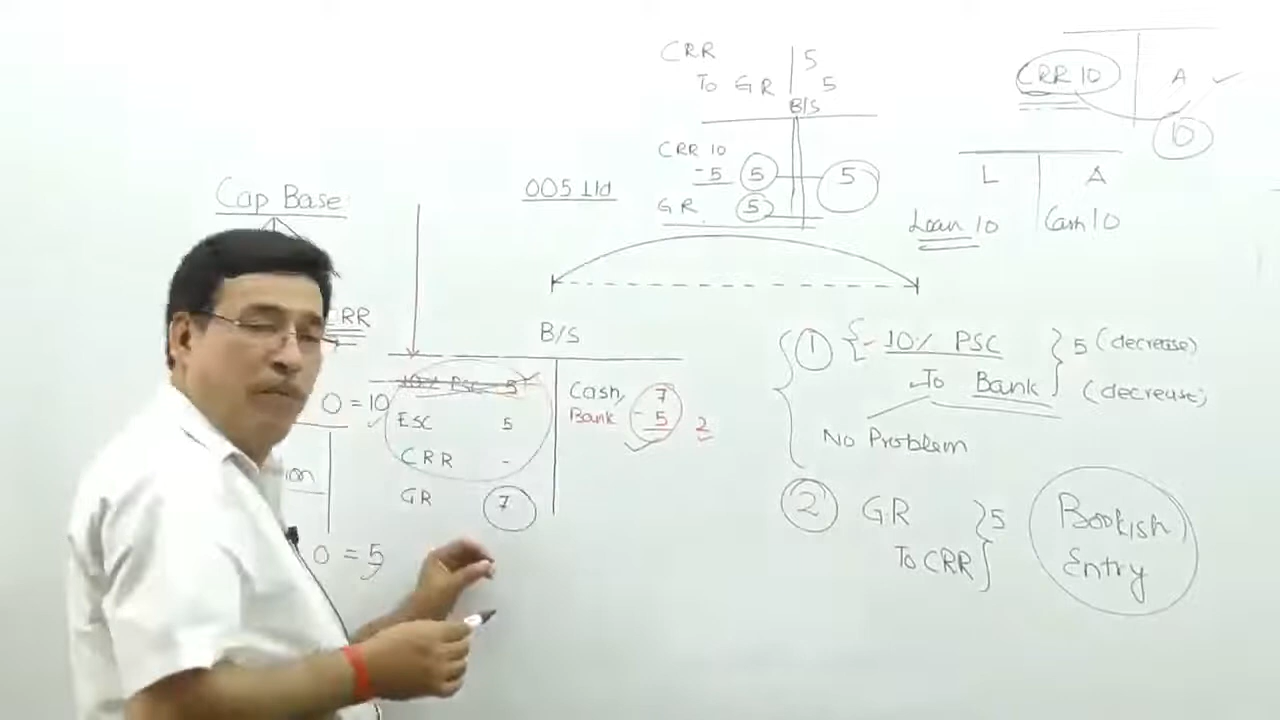 CRR 5
To GR 5
B/S
CRR 10
-5 5 5
GR. 5
CRR 10 A ✓
10
L A
Loan 10 Cash 10
Cap Base
CRR
0 = 10
0 = 5
B/S
10% PSC 5
ESC 5
CRR -
GR 7
Cash, 7
Bank - 5 2
1 10% PSC 5 (decrease)
To Bank (decrease)
No Problem
2 GR 5
To CRR
Bookish
Entry